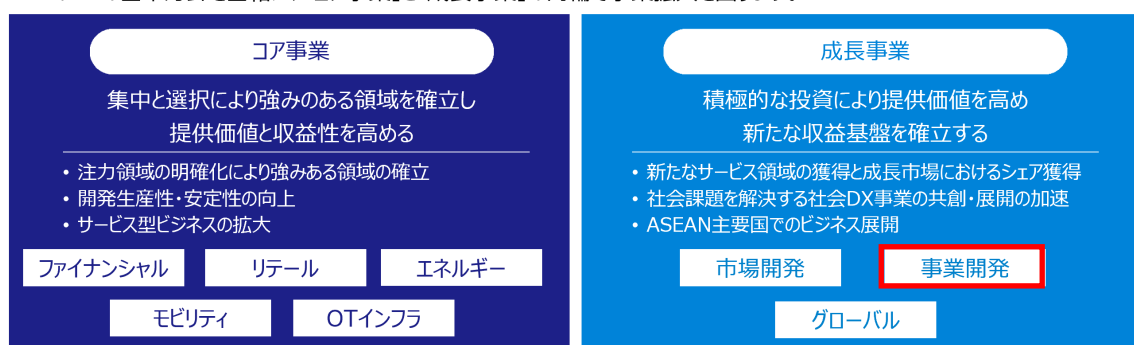 コア事業
集中と選択により強みのある領域を確立し
提供価値と収益性を高める
• 注力領域の明確化により強みある領域の確立
• 開発生産性・安定性の向上
• サービス型ビジネスの拡大
ファイナンシャル
リテール
エネルギー
モビリティ
OTインフラ
成長事業
積極的な投資により提供価値を高め
新たな収益基盤を確立する
• 新たなサービス領域の獲得と成長市場におけるシェア獲得
• 社会課題を解決する社会DX事業の共創・展開の加速
• ASEAN主要国でのビジネス展開
市場開発
事業開発
グローバル